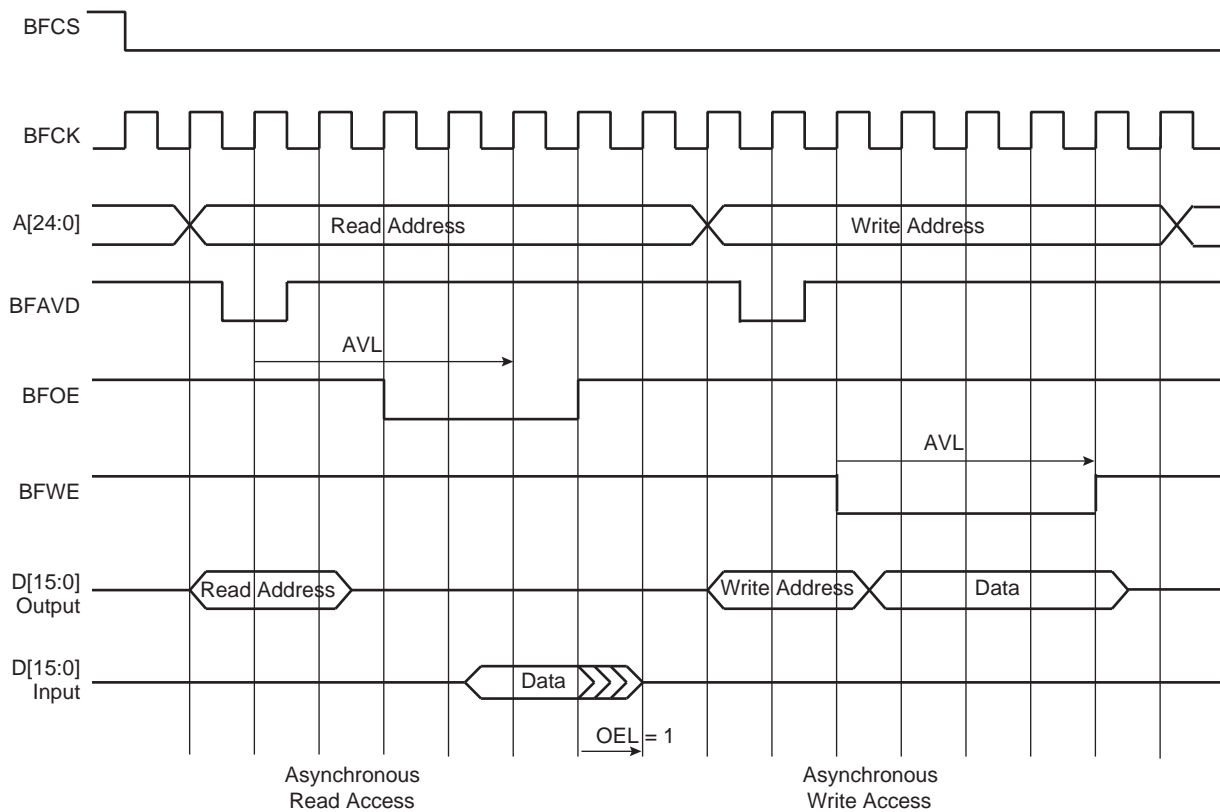 BFCS
BFCK
A[24:0]
Read Address
Write Address
BFAVD
AVL
BFOE
AVL
BFWE
D[15:0]
Output
Read Address
Write Address
Data
D[15:0]
Input
Data
OEL = 1
Asynchronous
Read Access
Asynchronous
Write Access